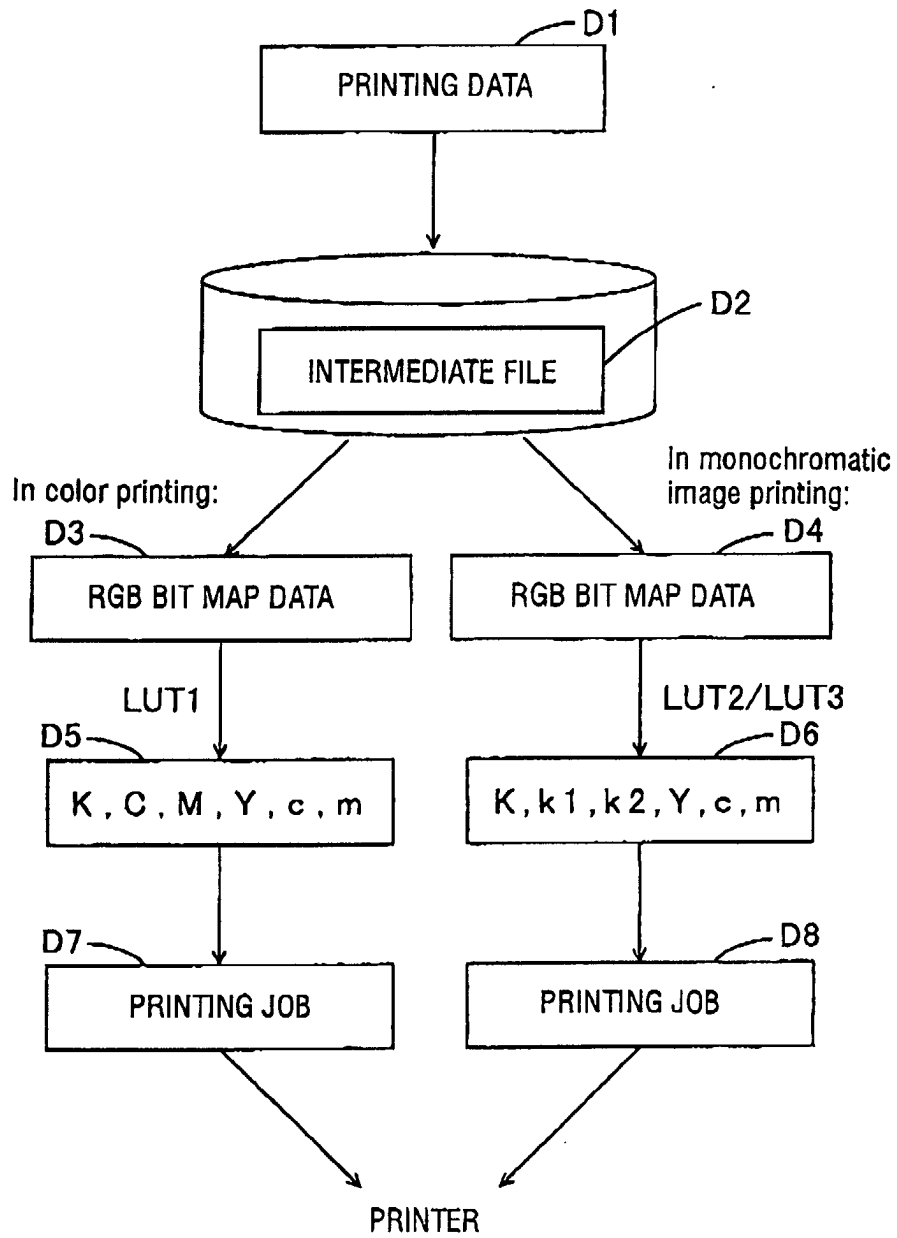 D1
PRINTING DATA
D2
INTERMEDIATE FILE
In color printing:
In monochromatic
image printing:
D3
D4
RGB BIT MAP DATA
RGB BIT MAP DATA
LUT1
LUT2/LUT3
D5
D6
K, C, M, Y, c, m
K, k1, k2, Y, c, m
D7
D8
PRINTING JOB
PRINTING JOB
PRINTER